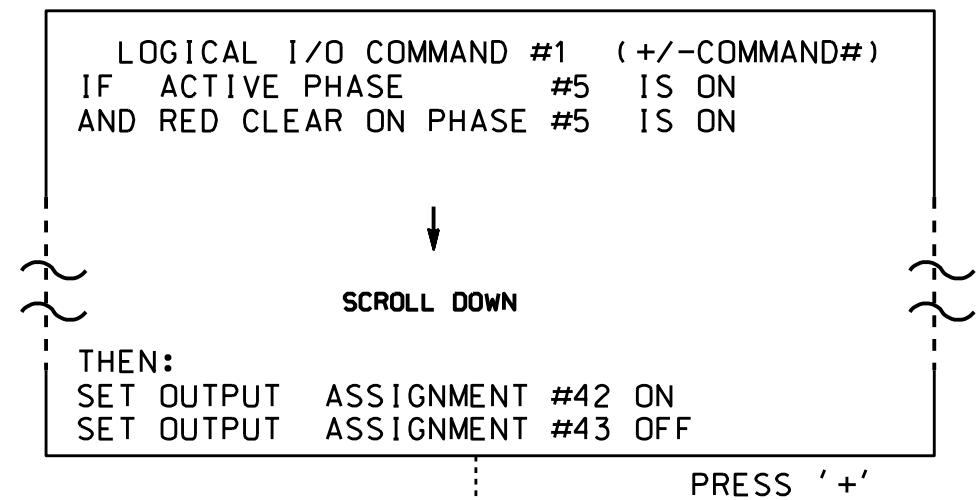 LOGICAL I/O COMMAND #1 (+/-COMMAND#)
IF ACTIVE PHASE #5 IS ON
AND RED CLEAR ON PHASE #5 IS ON
SCROLL DOWN
THEN:
SET OUTPUT ASSIGNMENT #42 ON
SET OUTPUT ASSIGNMENT #43 OFF
PRESS '+'